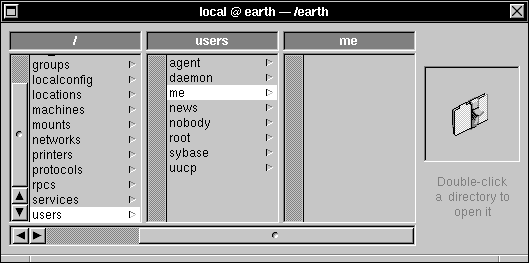 local @ earth — /earth
/
users
me
groups
localconfig
locations
machines
mounts
networks
printers
protocols
rpcs
services
users
agent
daemon
me
news
nobody
root
sybase
uucp
Double-click
a directory to
open it